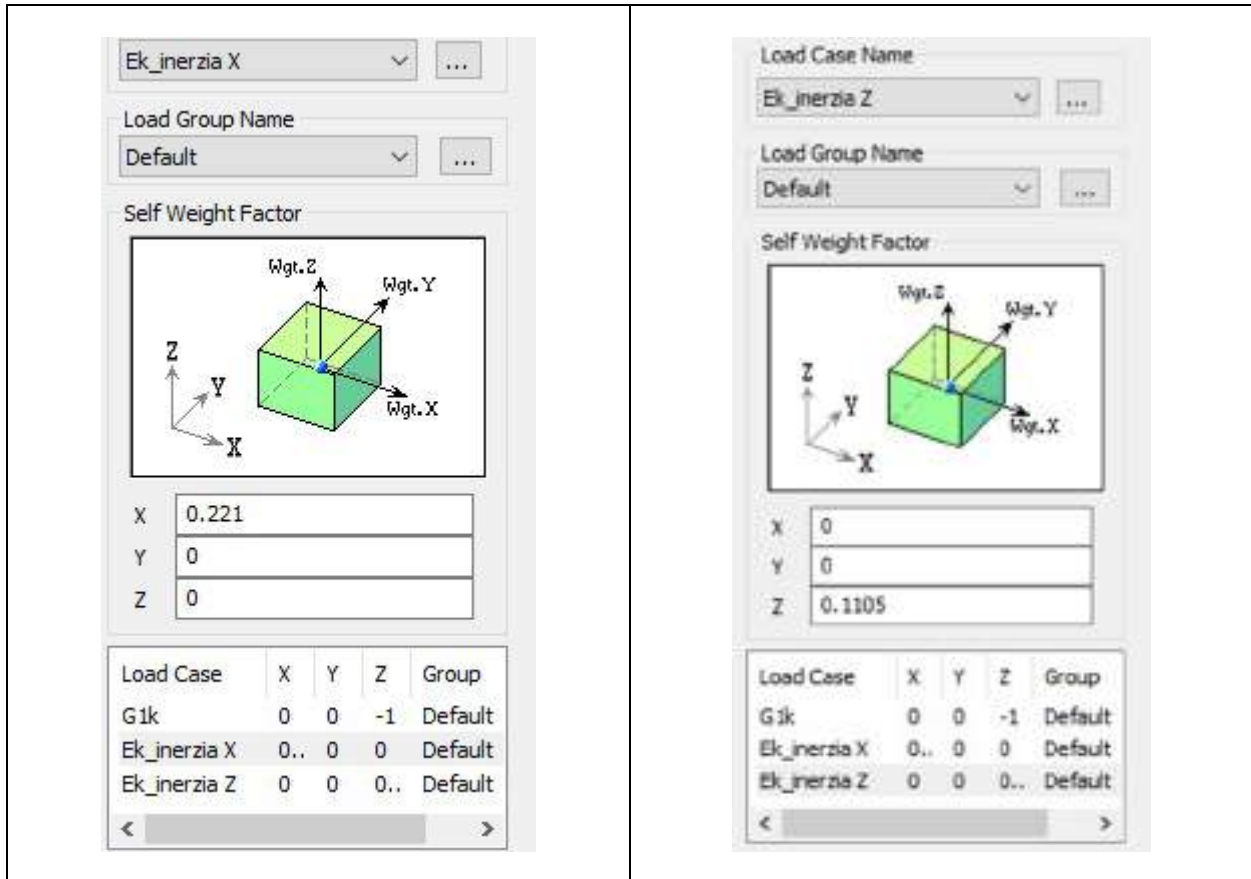 Ek_inerzia X
...
Load Group Name
Default
...
Self Weight Factor
Wgt.Z
Wgt.Y
Z
Y
Wgt.X
X
X 0.221
Y 0
Z 0
Load Case X Y Z Group
G1k 0 0 -1 Default
Ek_inerzia X 0.. 0 0 Default
Ek_inerzia Z 0 0 0.. Default
< >
Load Case Name
Ek_inerzia Z
...
Load Group Name
Default
...
Self Weight Factor
Wgt.Z
Wgt.Y
Z
Y
Wgt.X
X
X 0
Y 0
Z 0.1105
Load Case X Y Z Group
G1k 0 0 -1 Default
Ek_inerzia X 0.. 0 0 Default
Ek_inerzia Z 0 0 0.. Default
< >